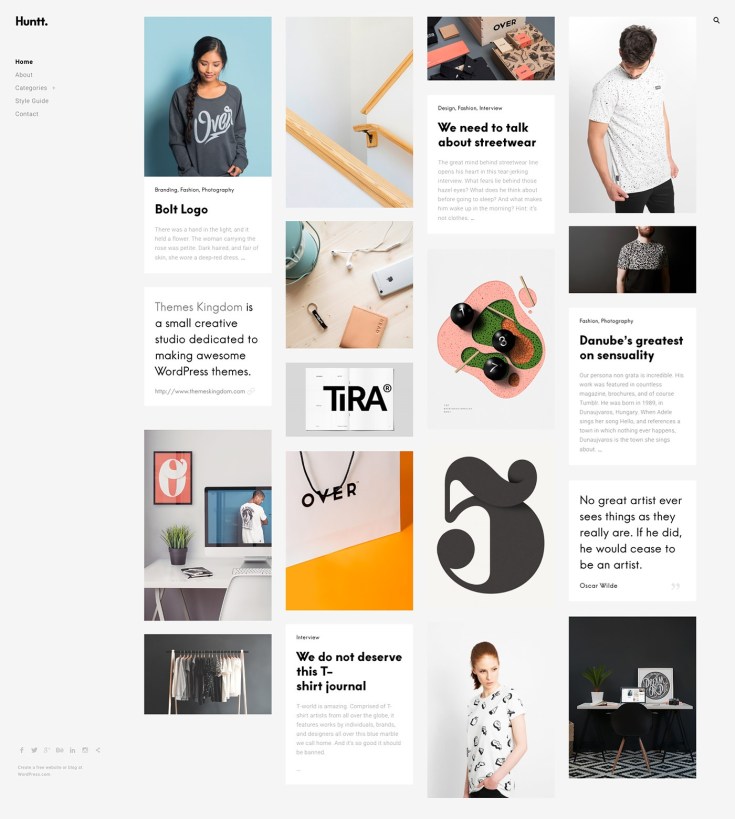 Huntt.
Home
About
Categories
Style Guide
Contact
Over
Branding, Fashion, Photography
Bolt Logo
There was a hand in the light, and it
held a flower. The woman carrying the
rose was petite. Dark haired, and fair of
skin, she wore a deep-red dress. ...
Themes Kingdom is
a small creative
studio dedicated to
making awesome
WordPress themes.
http://www.themeskingdom.com
TiRA®
OVER
Interview
We do not deserve
this T-
shirt journal
T-world is amazing. Comprised of T-
shirt artists from all over the globe, it
features works by individuals, brands,
and designers all over this blue marble
we call home. And it's so good it should
be banned.
...
OVER
Design, Fashion, Interview
We need to talk
about streetwear
The great mind behind streetwear line
opens his heart in this tear-jerking
interview. What fears lie behind those
hazel eyes? What does he think about
before going to sleep? And what makes
him wake up in the morning? Hint: it's
not clothes. ...
5
Fashion, Photography
Danube's greatest
on sensuality
Our persona non grata is incredible. His
work was featured in countless
magazine, brochures, and of course
Tumblr. He was born in 1989, in
Dunaujvaros, Hungary. When Adele
sings her song Hello, and references a
town in which nothing ever happens,
Dunaujvaros is the town she sings
about. ...
No great artist ever
sees things as they
really are. If he did,
he would cease to
be an artist.
Oscar Wilde
Create a free website or blog at
WordPress.com